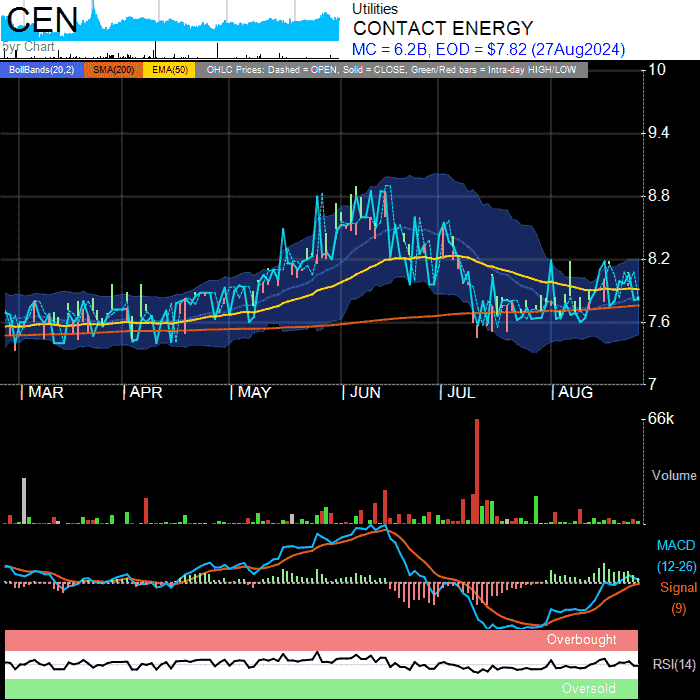 CEN
Utilities
CONTACT ENERGY
5yr Chart
MC = 6.2B, EOD = $7.82 (27Aug2024)
BollBands(20,2) SMA(200) EMA(50) OHLC Prices: Dashed = OPEN, Solid = CLOSE, Green/Red bars = Intra-day HIGH/LOW
10
9.4
8.8
8.2
7.6
7
| MAR | APR | MAY | JUN | JUL | AUG
66k
Volume
MACD
(12-26)
Signal
(9)
Overbought
RSI(14)
Oversold